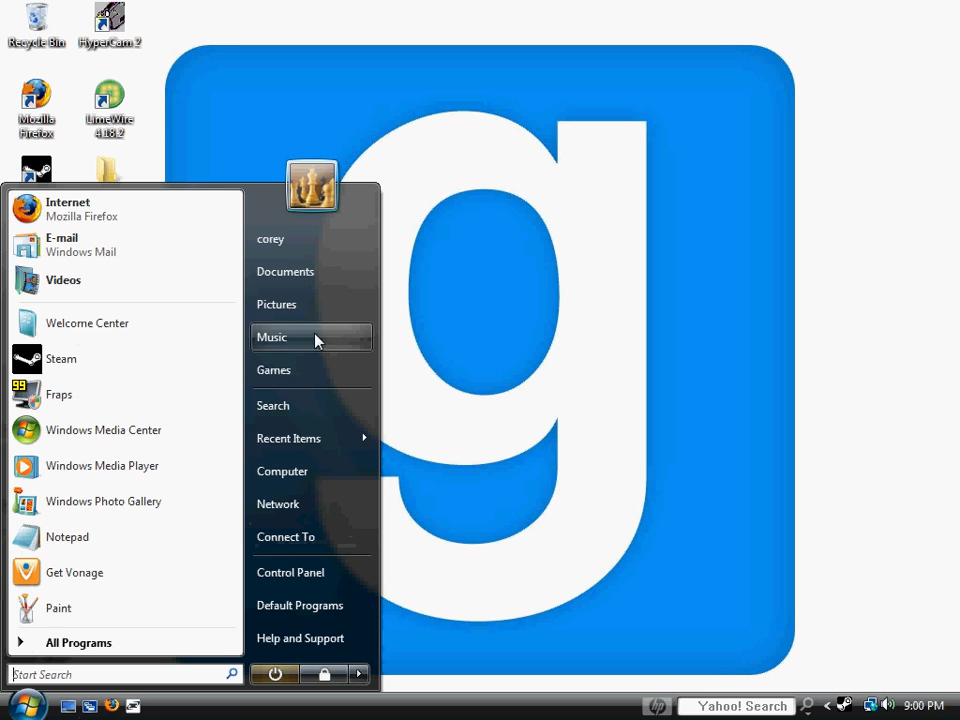 Recycle Bin
HyperCam 2
Mozilla
Firefox
LimeWire
4.18.2
g
Internet
Mozilla Firefox
E-mail
Windows Mail
Videos
Welcome Center
Steam
99
Fraps
Windows Media Center
Windows Media Player
Windows Photo Gallery
Notepad
Get Vonage
Paint
All Programs
Start Search
corey
Documents
Pictures
Music
Games
Search
Recent Items
Computer
Network
Connect To
Control Panel
Default Programs
Help and Support
hp
Yahoo! Search
9:00 PM